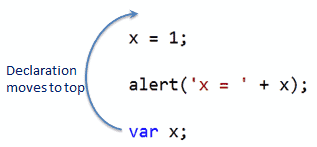 x = 1;
Declaration
moves to top
alert('x = ' + x);
var x;